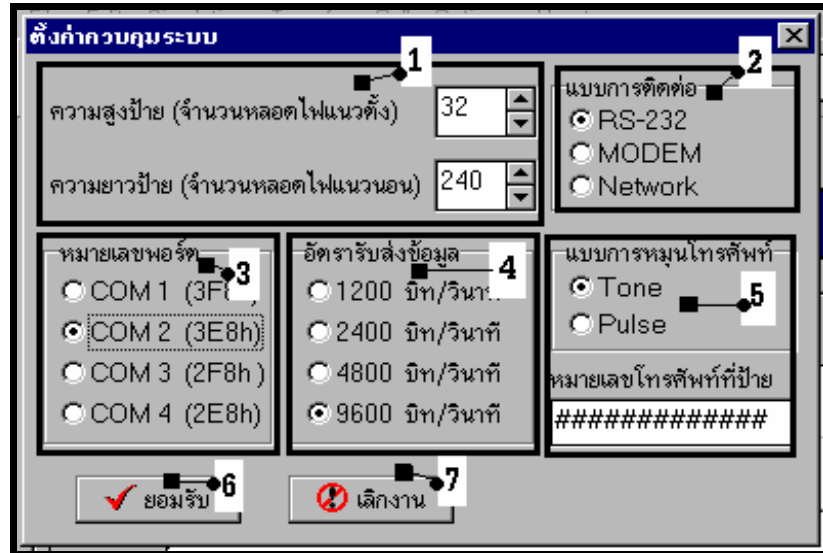 ตั้งค่าควบคุมระบบ
1
2
ความสูงป้าย (จำนวนหลอดไฟแนวตั้ง)
32
ความยาวป้าย (จำนวนหลอดไฟแนวนอน)
240
แบบการติดต่อ
RS-232
MODEM
Network
หมายเลขพอร์ต
3
COM 1
COM 2 (3E8h)
COM 3 (2F8h)
COM 4 (2E8h)
อัตรารับส่งข้อมูล
4
1200 บิท/วินาที
2400 บิท/วินาที
4800 บิท/วินาที
9600 บิท/วินาที
แบบการหมุนโทรศัพท์
Tone
5
Pulse
หมายเลขโทรศัพท์ที่ป้าย
#############
ยอมรับ
6
เลิกงาน
7